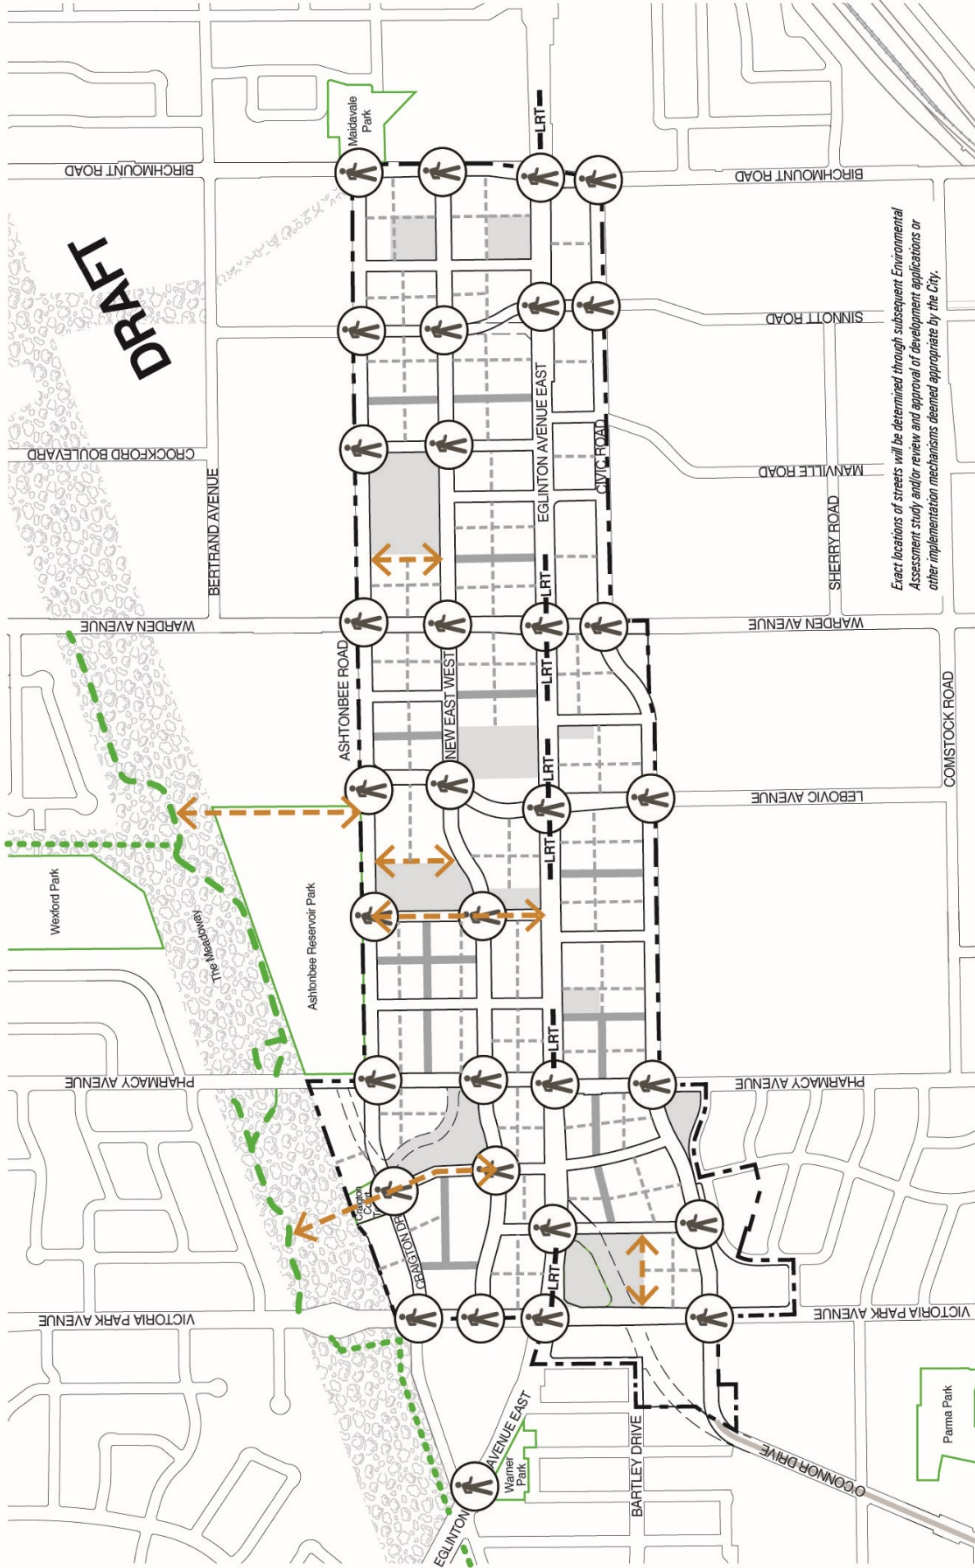 DRAFT
Maidavale
Park
BIRCHMOUNT ROAD
BIRCHMOUNT ROAD
LRT
SINNOTT ROAD
EGLINTON AVENUE EAST
CIVIC ROAD
CROCKFORD BOULEVARD
MANVILLE ROAD
BERTRAND AVENUE
SHERRY ROAD
Exact locations of streets will be determined through subsequent Environmental
Assessment study and/or review and approval of development applications or
other implementation mechanisms deemed appropriate by the City.
LRT
WARDEN AVENUE
WARDEN AVENUE
ASHTONBEE ROAD
NEW EAST WEST
LRT
COMSTOCK ROAD
LRT
LEBOVIC AVENUE
LRT
Wexford Park
The Meadoway
Ashtonbee Reservoir Park
LRT
PHARMACY AVENUE
PHARMACY AVENUE
Craigton
Court
CRAIGTON DR
LRT
VICTORIA PARK AVENUE
VICTORIA PARK AVENUE
EGLINTON
AVENUE EAST
Warner
Park
BARTLEY DRIVE
O'CONNOR DRIVE
Parma Park